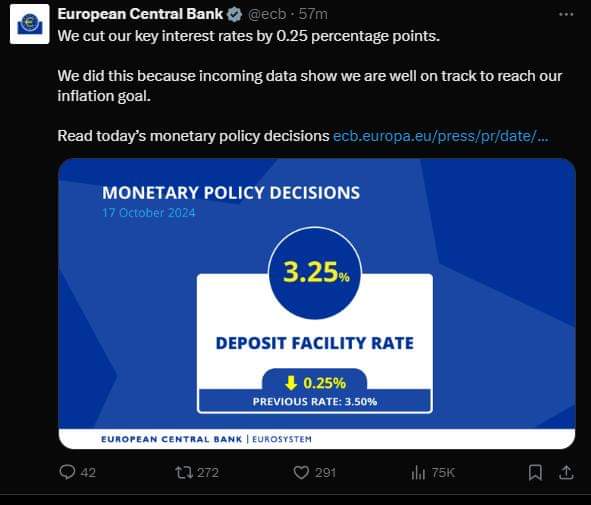 European Central Bank @ecb · 57m
We cut our key interest rates by 0.25 percentage points.
We did this because incoming data show we are well on track to reach our
inflation goal.
Read today’s monetary policy decisions ecb.europa.eu/press/pr/date/...
MONETARY POLICY DECISIONS
17 October 2024
3.25%
DEPOSIT FACILITY RATE
0.25%
PREVIOUS RATE: 3.50%
EUROPEAN CENTRAL BANK | EUROSYSTEM
42 272 291 75K